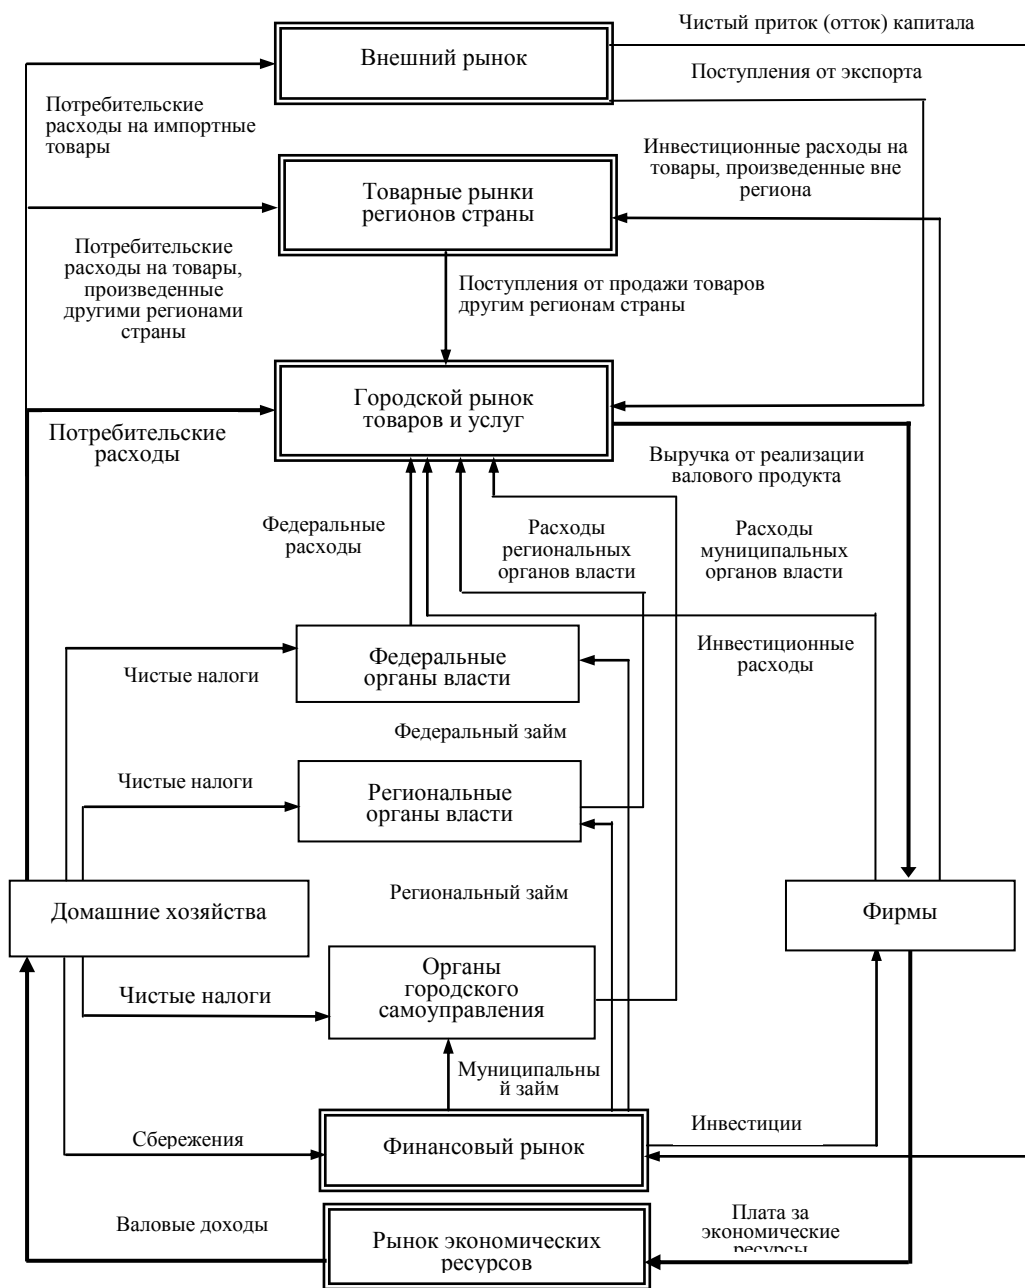 Чистый приток (отток) капитала
Внешний рынок
Поступления от экспорта
Потребительские
расходы на импортные
товары
Инвестиционные расходы на
товары, произведенные вне
региона
Товарные рынки
регионов страны
Потребительские
расходы на товары,
произведенные
другими регионами
страны
Поступления от продажи товаров
другим регионам страны
Городской рынок
товаров и услуг
Потребительские
расходы
Выручка от реализации
валового продукта
Федеральные
расходы
Расходы
региональных
органов власти
Расходы
муниципальных
органов власти
Федеральные
органы власти
Инвестиционные
расходы
Чистые налоги
Федеральный займ
Чистые налоги
Региональные
органы власти
Региональный займ
Домашние хозяйства
Фирмы
Органы
городского
самоуправления
Чистые налоги
Муниципальны
й займ
Инвестиции
Сбережения
Финансовый рынок
Валовые доходы
Плата за
экономические
ресурсы
Рынок экономических
ресурсов